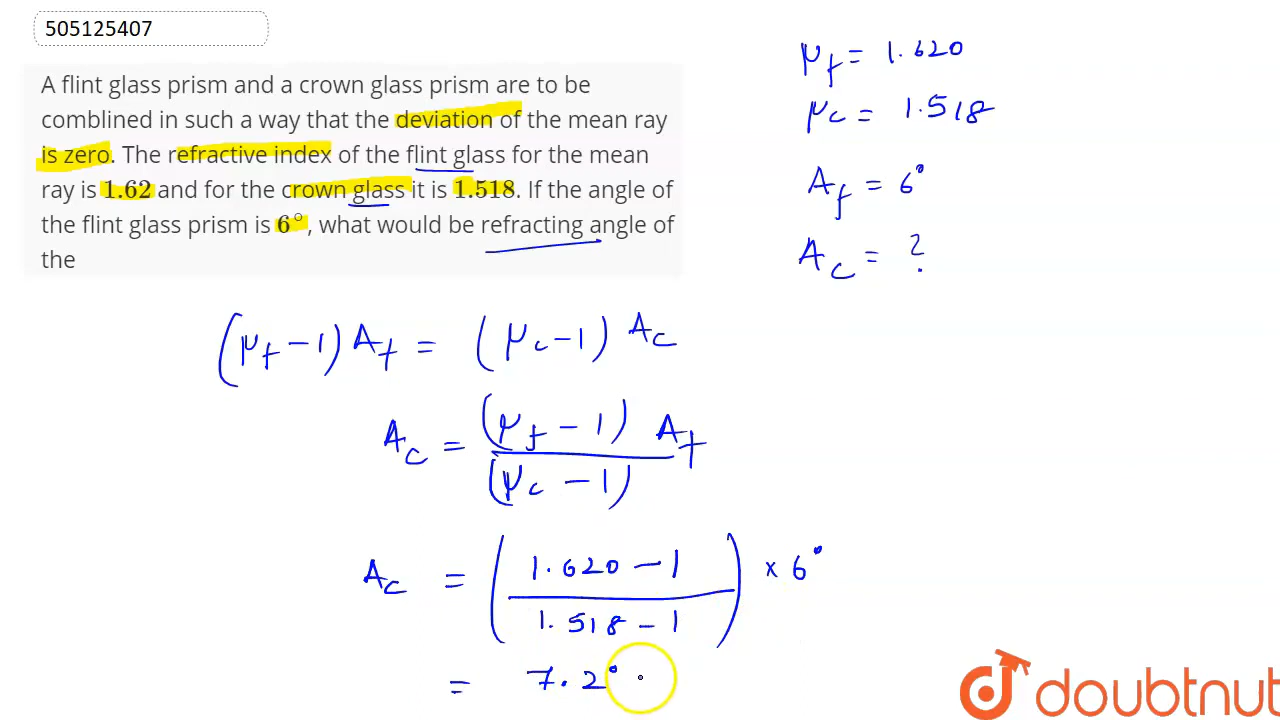 505125407
A flint glass prism and a crown glass prism are to be
comblined in such a way that the deviation of the mean ray
is zero. The refractive index of the flint glass for the mean
ray is 1.62 and for the crown glass it is 1.518. If the angle of
the flint glass prism is 6°, what would be refracting angle of
the
μf = 1.620
μc = 1.518
Af = 6°
Ac = ?
(μf - 1) Af = (μc - 1) Ac
Ac = (μf - 1) Af
(μc - 1)
Ac = (1.620 - 1) × 6°
1.518 - 1
= 7.2°
doubtnut